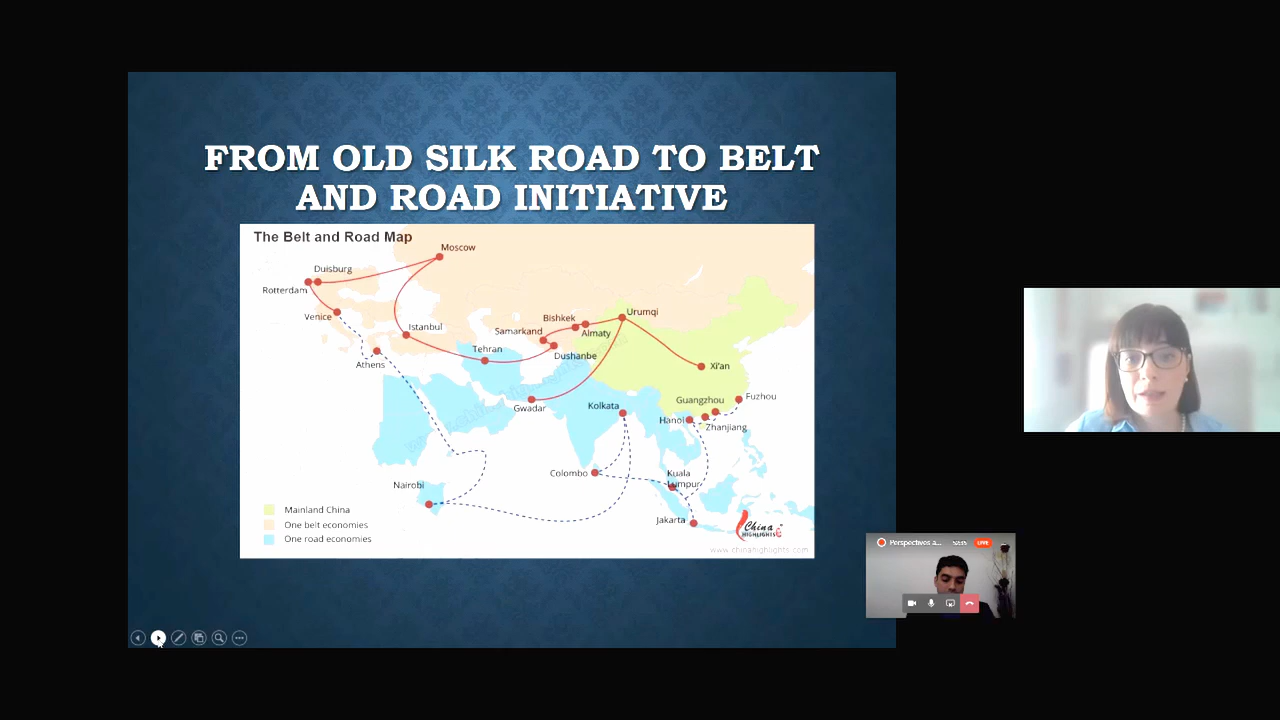 FROM OLD SILK ROAD TO BELT
AND ROAD INITIATIVE
The Belt and Road Map
Moscow
Duisburg
Rotterdam
Venice
Istanbul
Athens
Tehran
Samarkand
Bishkek
Almaty
Dushanbe
Urumqi
Xi'an
Gwadar
Kolkata
Guangzhou
Fuzhou
Hanoi
Zhanjiang
Colombo
Kuala
Lumpur
Nairobi
Jakarta
Mainland China
One belt economies
One road economies
China
HIGHLIGHTS
www.chinahighlights.com
Perspectives a...
LIVE